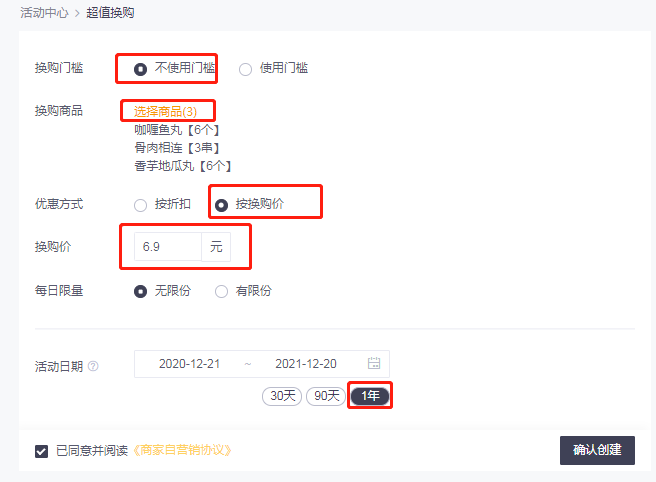 活动中心 > 超值换购
换购门槛 不使用门槛 使用门槛
换购商品 选择商品(3)
咖喱鱼丸【6个】
骨肉相连【3串】
香芋地瓜丸【6个】
优惠方式 按折扣 按换购价
换购价 6.9 元
每日限量 无限份 有限份
活动日期 ? 2020-12-21 ~ 2021-12-20
30天 90天 1年
已同意并阅读《商家自营销协议》 确认创建